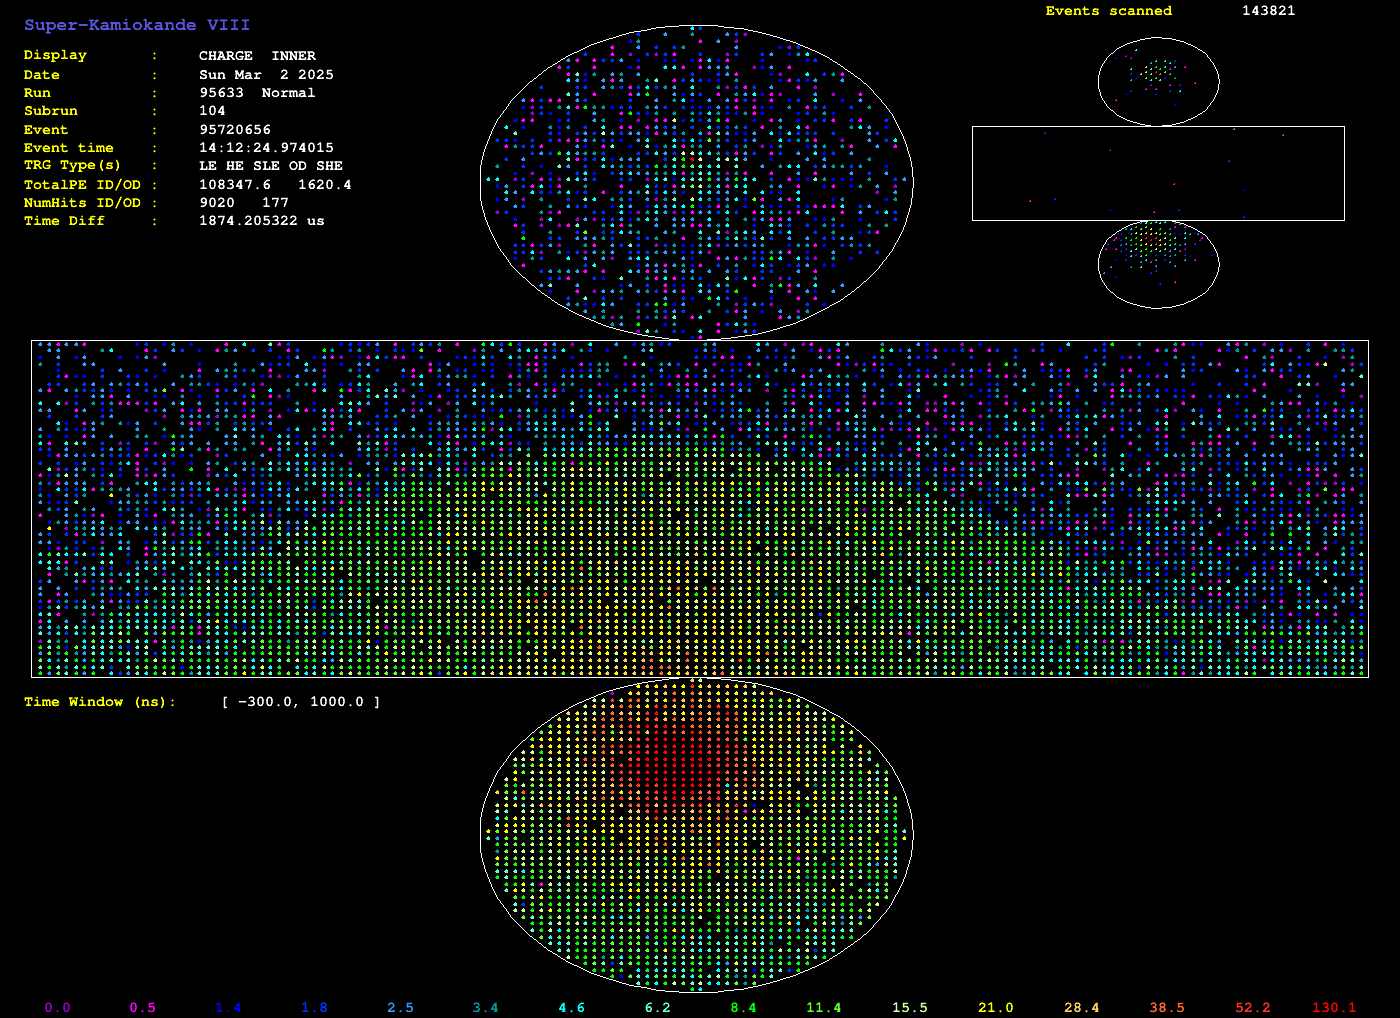 Super-Kamiokande VIII
Events scanned 143821
Display : CHARGE INNER
Date : Sun Mar 2 2025
Run : 95633 Normal
Subrun : 104
Event : 95720656
Event time : 14:12:24.974015
TRG Type(s) : LE HE SLE OD SHE
TotalPE ID/OD : 108347.6 1620.4
NumHits ID/OD : 9020 177
Time Diff : 1874.205322 us
Time Window (ns): [ -300.0, 1000.0 ]
0.0 0.5 1.4 1.8 2.5 3.4 4.6 6.2 8.4 11.4 15.5 21.0 28.4 38.5 52.2 130.1